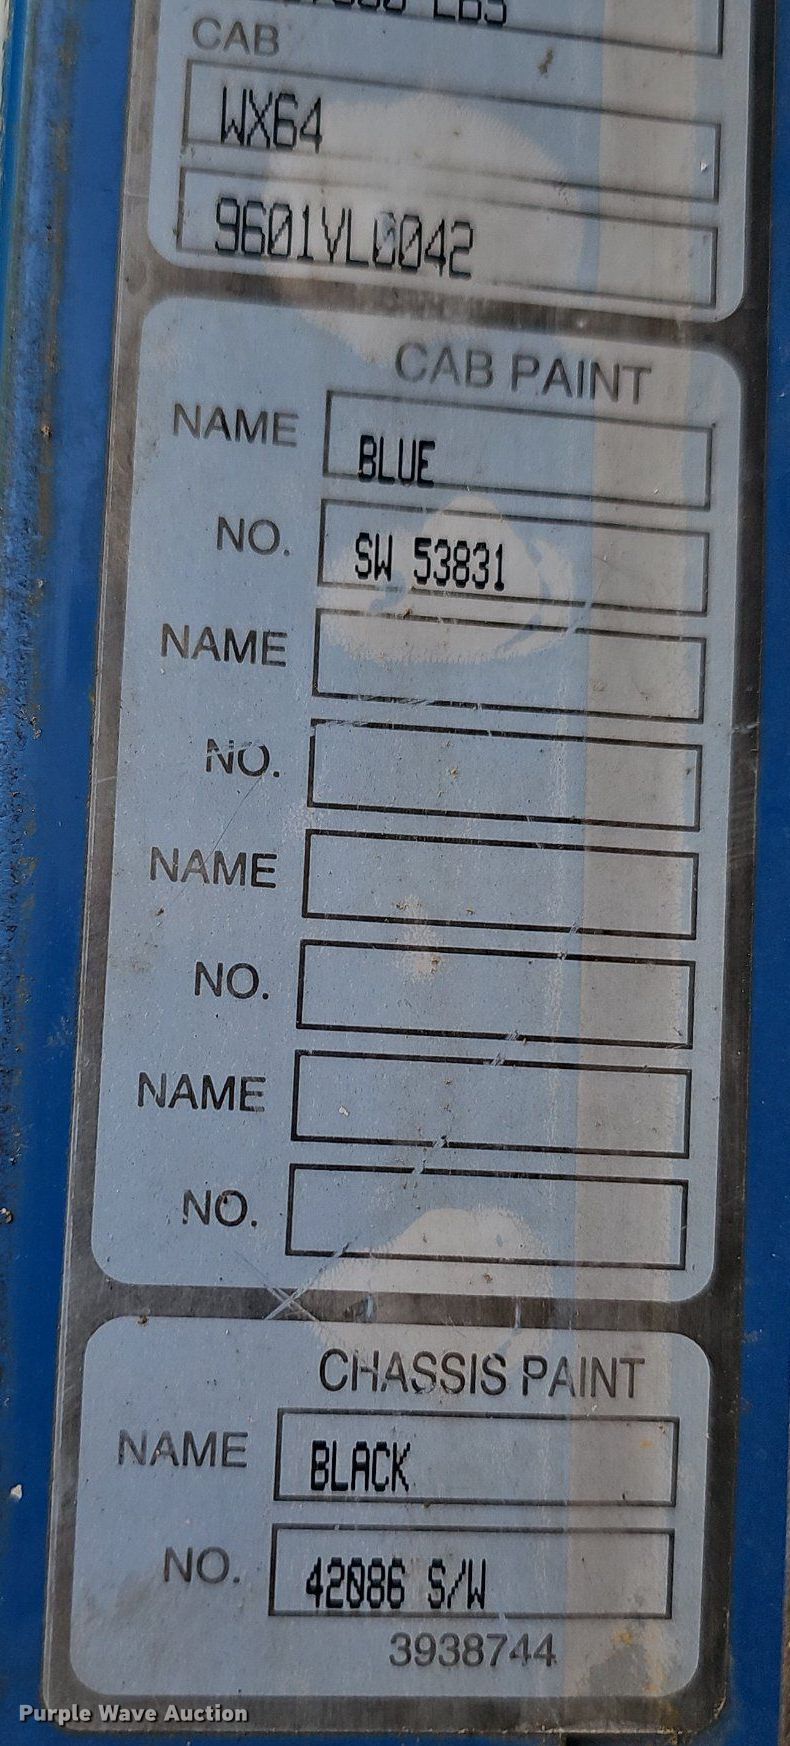 LBS
CAB
WX64
9601VL0042
CAB PAINT
NAME BLUE
NO. SW 53831
NAME
NO.
NAME
NO.
NAME
NO.
CHASSIS PAINT
NAME BLACK
NO. 42086 S/W
3938744
Purple Wave Auction